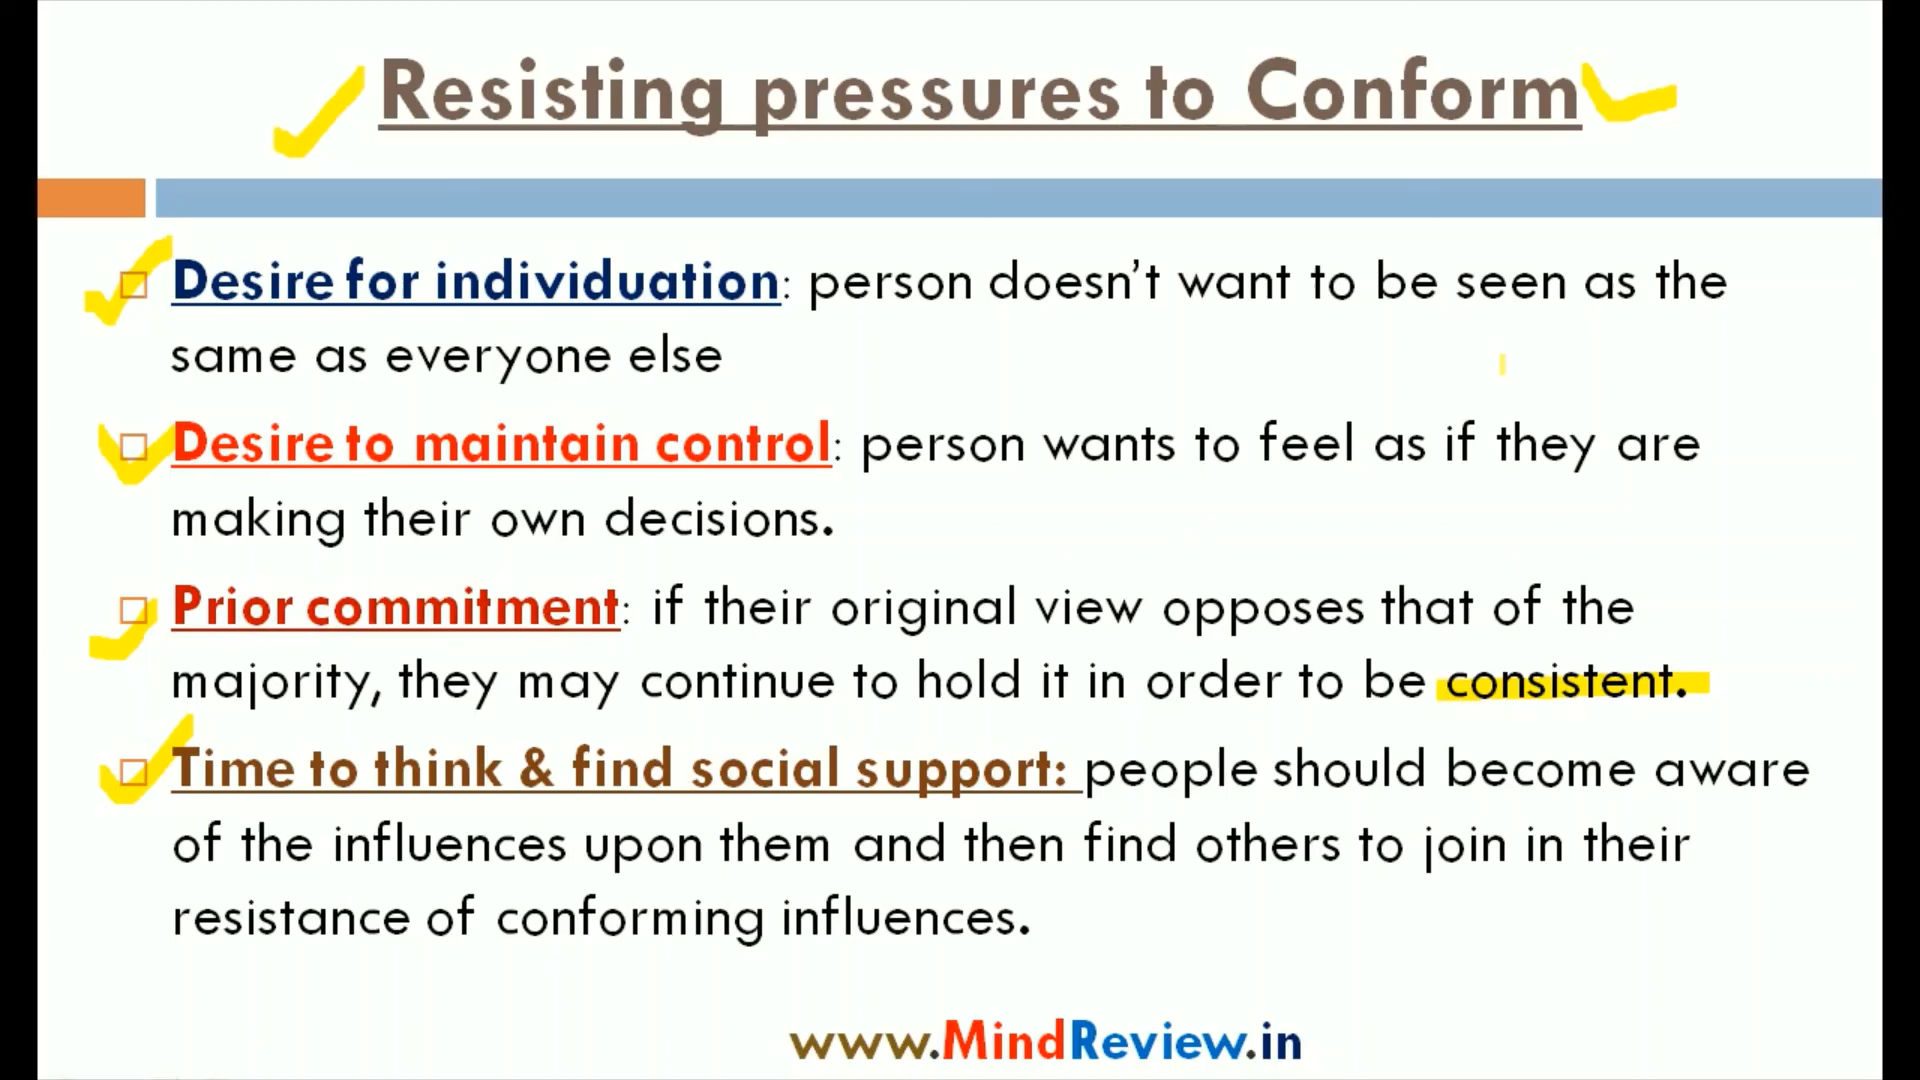 Resisting pressures to Conform
Desire for individuation: person doesn’t want to be seen as the
same as everyone else
Desire to maintain control: person wants to feel as if they are
making their own decisions.
Prior commitment: if their original view opposes that of the
majority, they may continue to hold it in order to be consistent.
Time to think & find social support: people should become aware
of the influences upon them and then find others to join in their
resistance of conforming influences.
www.MindReview.in